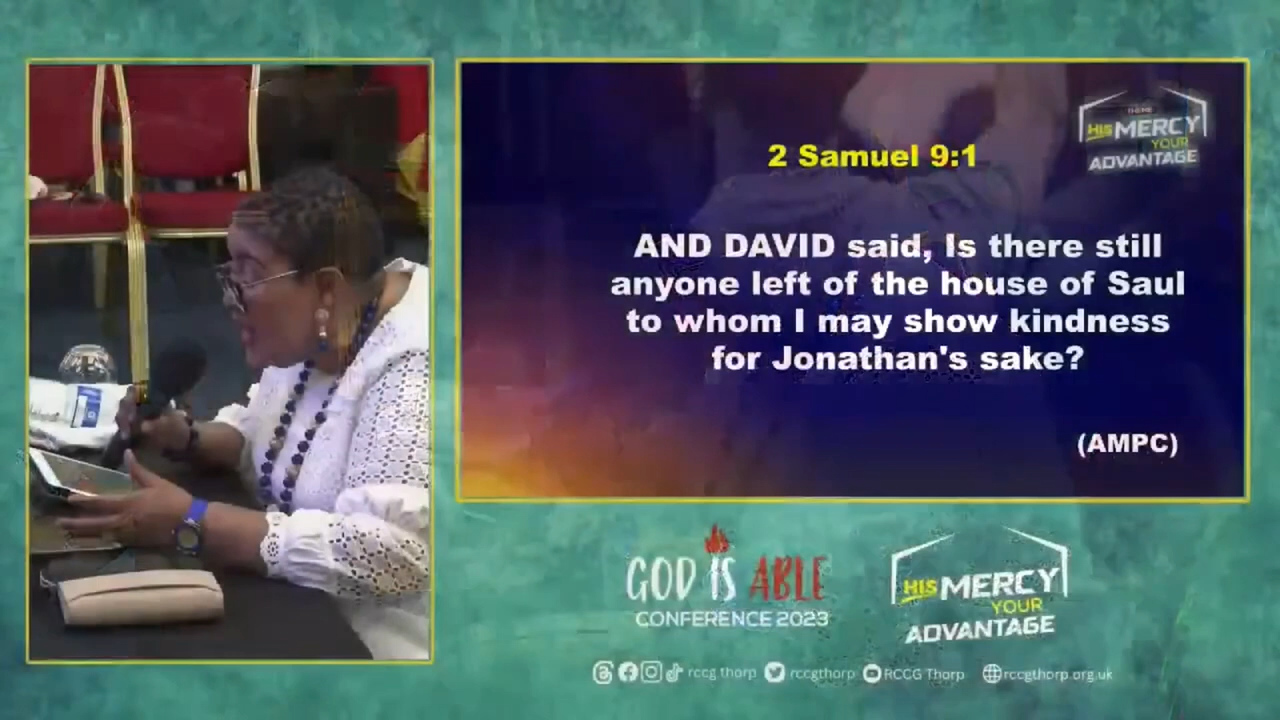 THEME
HIS MERCY
YOUR
ADVANTAGE
2 Samuel 9:1
AND DAVID said, Is there still
anyone left of the house of Saul
to whom I may show kindness
for Jonathan's sake?
(AMPC)
GOD IS ABLE
CONFERENCE 2023
HIS MERCY
YOUR
ADVANTAGE
rccg thorp rccgthorp RCCG Thorp rccgthorp.org.uk